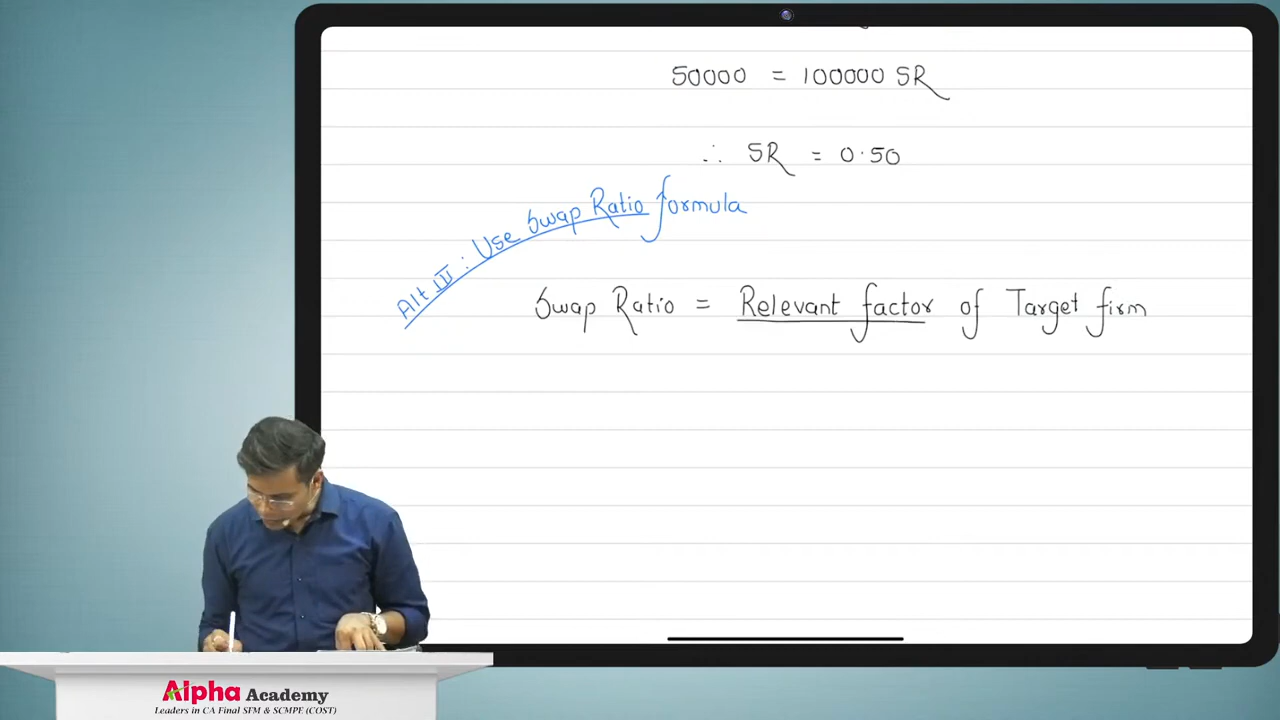 50000 = 100000 SR
∴ SR = 0.50
Alt III : Use Swap Ratio formula
Swap Ratio = Relevant factor of Target firm
Alpha Academy
Leaders in CA Final SFM & SCMPE (COST)